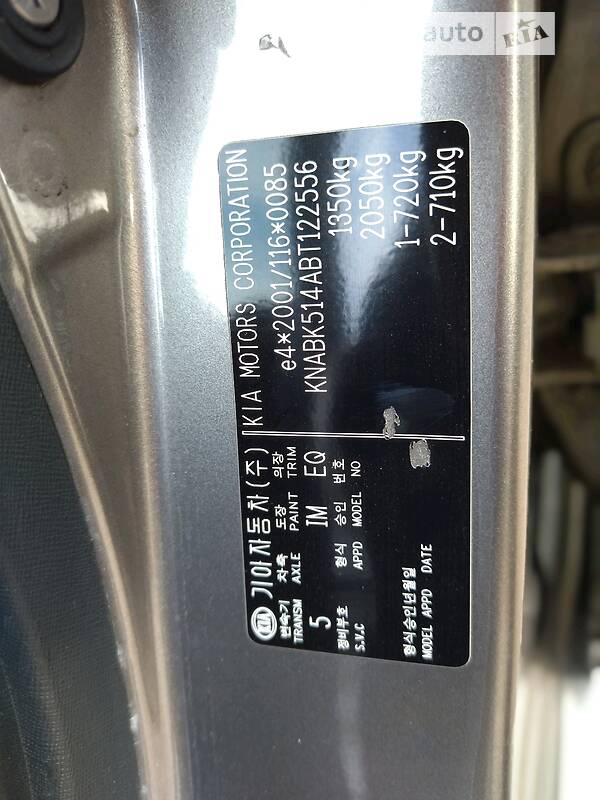 auto RIA
KIA 기아자동차(주) KIA MOTORS CORPORATION
변속기 차축 도장 의장
TRANSM AXLE PAINT TRIM
e4*2001/116*0085
5 IM EQ
KNABK514ABT122556
정비부호 형식 승인 번호
S.V.C APPD MODEL NO
1350kg
2050kg
형식승인년월일
MODEL APPD DATE
1-720kg
2-710kg